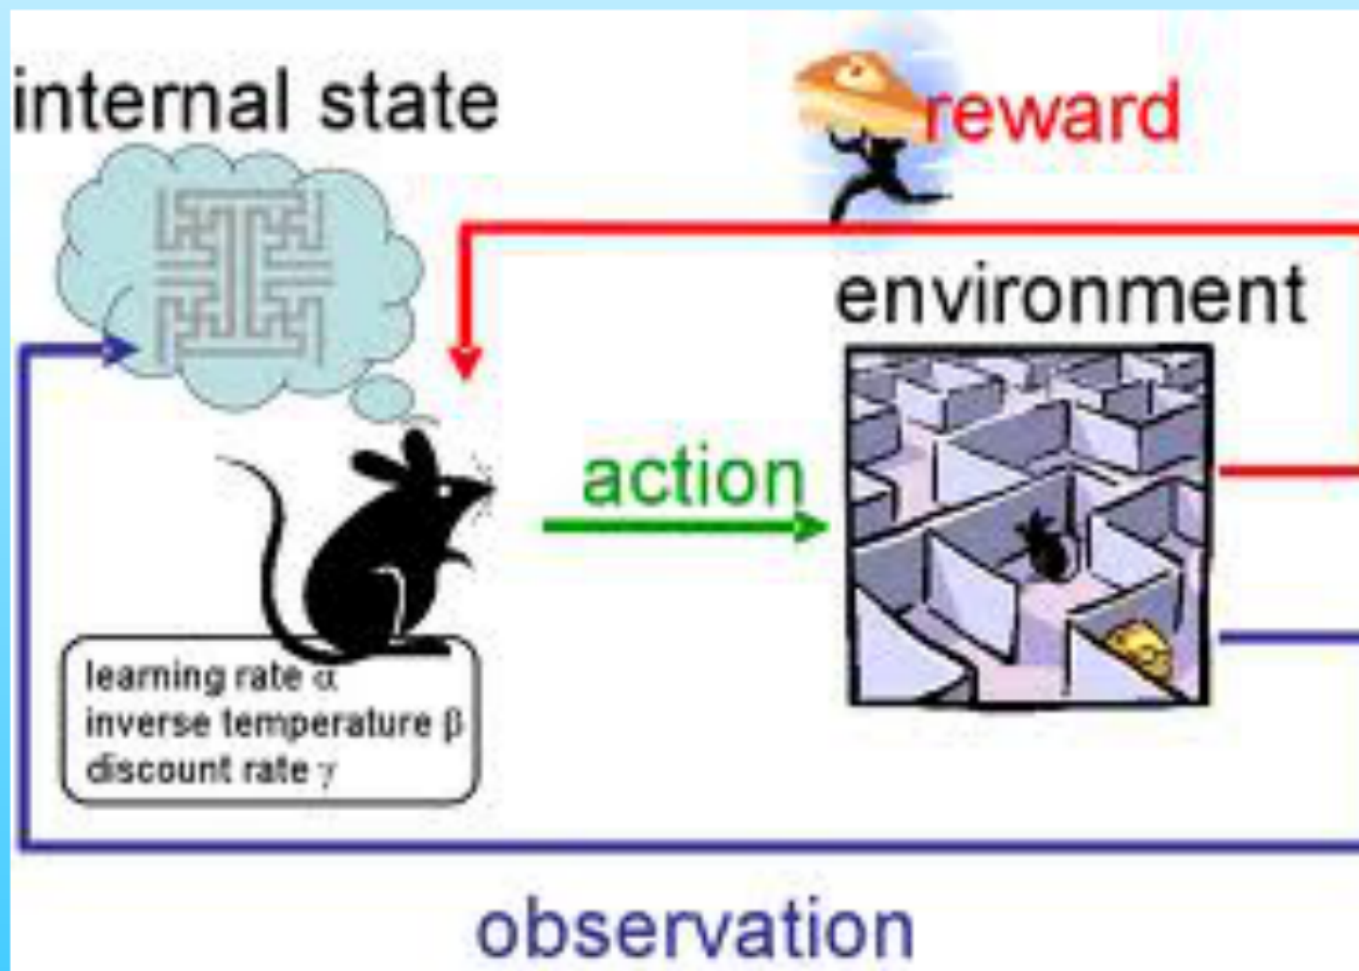 internal state
reward
environment
action
learning rate α
inverse temperature β
discount rate γ
observation